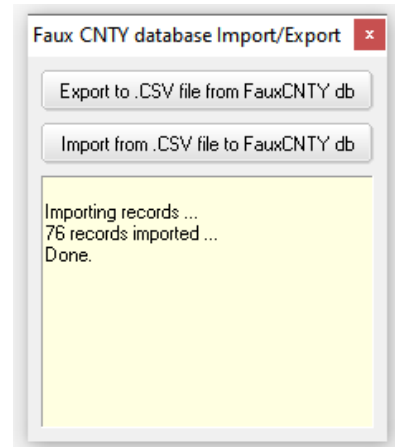 Faux CNTY database Import/Export x
Export to .CSV file from FauxCNTY db
Import from .CSV file to FauxCNTY db
Importing records ...
76 records imported ...
Done.